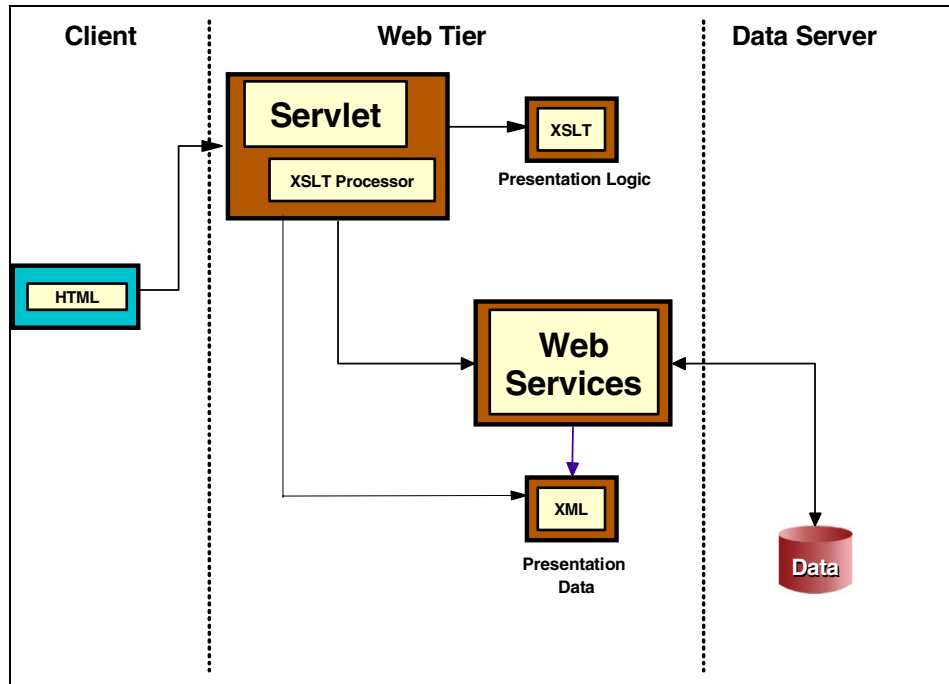 Client
Web Tier
Data Server
Servlet
XSLT Processor
XSLT
Presentation Logic
HTML
Web
Services
XML
Presentation
Data
Data